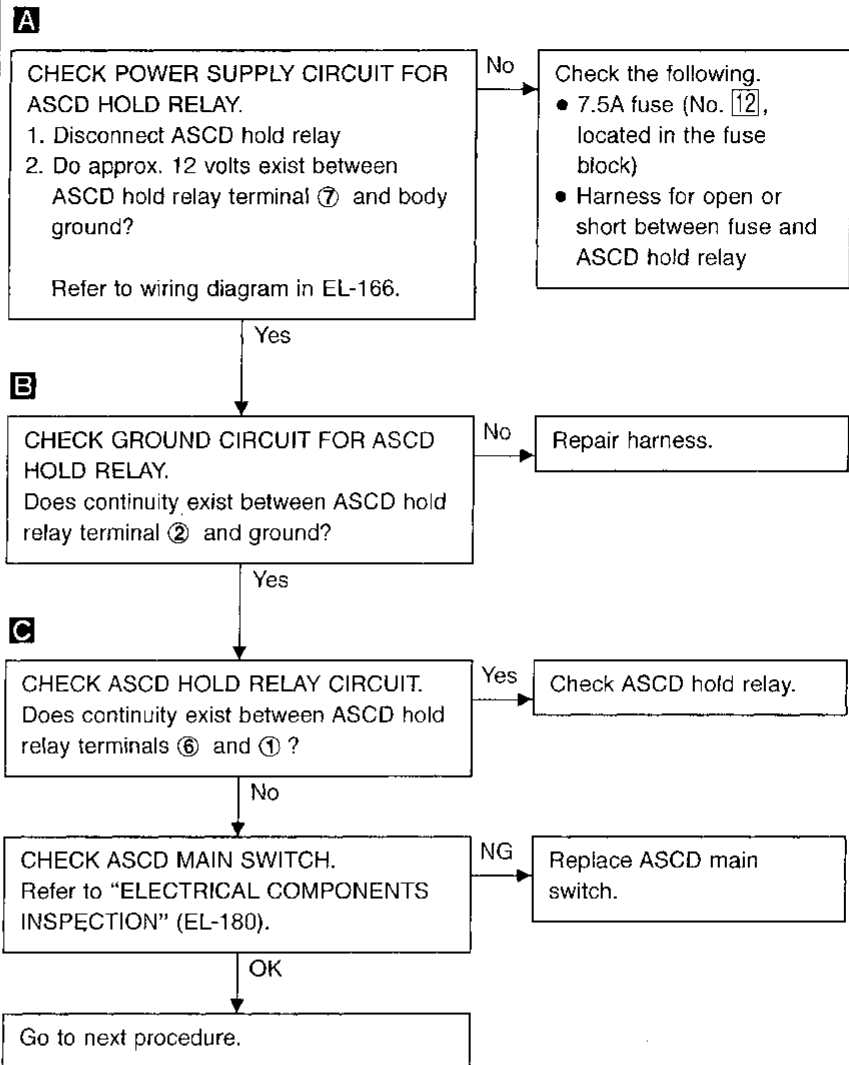 A
CHECK POWER SUPPLY CIRCUIT FOR
ASCD HOLD RELAY.
1. Disconnect ASCD hold relay
2. Do approx. 12 volts exist between
ASCD hold relay terminal ⑦ and body
ground?
Refer to wiring diagram in EL-166.
No
Check the following.
● 7.5A fuse (No. 12,
located in the fuse
block)
● Harness for open or
short between fuse and
ASCD hold relay
Yes
B
CHECK GROUND CIRCUIT FOR ASCD
HOLD RELAY.
Does continuity exist between ASCD hold
relay terminal ② and ground?
No
Repair harness.
Yes
C
CHECK ASCD HOLD RELAY CIRCUIT.
Does continuity exist between ASCD hold
relay terminals ⑥ and ① ?
Yes
Check ASCD hold relay.
No
CHECK ASCD MAIN SWITCH.
Refer to “ELECTRICAL COMPONENTS
INSPECTION” (EL-180).
NG
Replace ASCD main
switch.
OK
Go to next procedure.